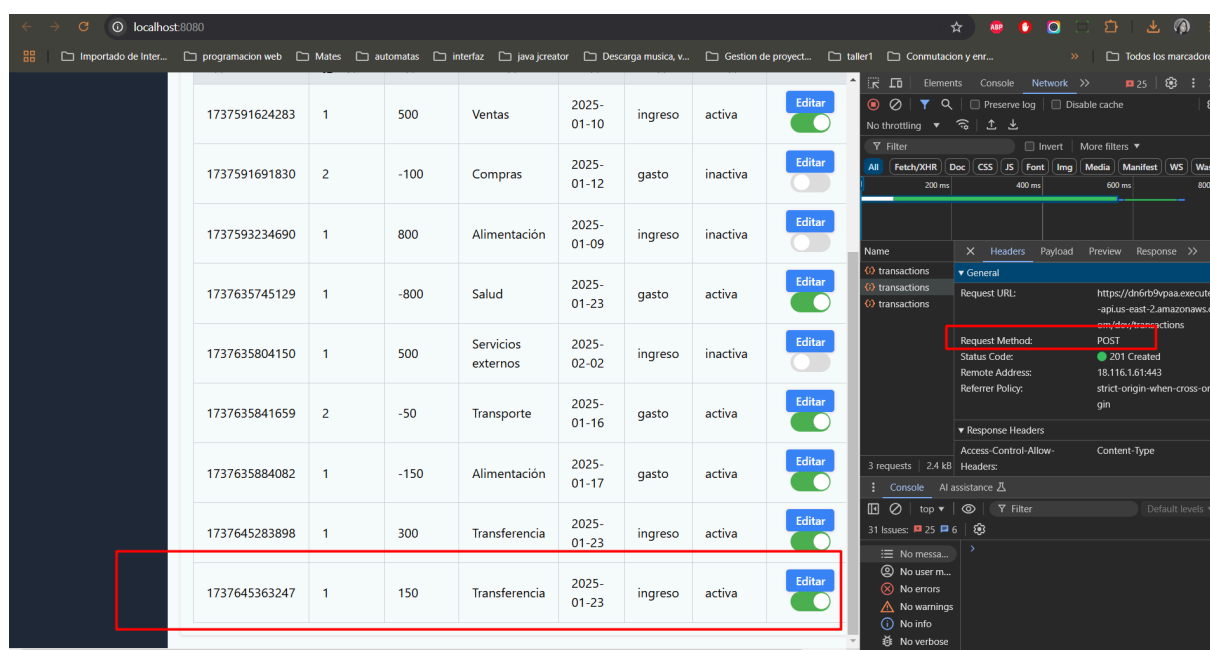 localhost:8080
ABP
Importado de Inter...
programacion web
Mates
automatas
interfaz
java jcreator
Descarga musica, v...
Gestion de proyect...
taller1
Conmutacion y enr...
»
Todos los marcadore
1737591624283 1 500 Ventas 2025-01-10 ingreso activa Editar
1737591691830 2 -100 Compras 2025-01-12 gasto inactiva Editar
1737593234690 1 800 Alimentación 2025-01-09 ingreso inactiva Editar
1737635745129 1 -800 Salud 2025-01-23 gasto activa Editar
1737635804150 1 500 Servicios externos 2025-02-02 ingreso inactiva Editar
1737635841659 2 -50 Transporte 2025-01-16 gasto activa Editar
1737635884082 1 -150 Alimentación 2025-01-17 gasto activa Editar
1737645283898 1 300 Transferencia 2025-01-23 ingreso activa Editar
1737645363247 1 150 Transferencia 2025-01-23 ingreso activa Editar
Elements Console Network » 25
Preserve log Disable cache
No throttling
Filter Invert More filters
All Fetch/XHR Doc CSS JS Font Img Media Manifest WS Was
200 ms 400 ms 600 ms 800
Name
transactions
transactions
transactions
3 requests 2.4 kB
Headers Payload Preview Response »
General
Request URL: https://dn6rb9vpaa.execute
-api.us-east-2.amazonaws.c
om/dev/transactions
Request Method: POST
Status Code: 201 Created
Remote Address: 18.116.1.61:443
Referrer Policy: strict-origin-when-cross-ori
gin
Response Headers
Access-Control-Allow- Content-Type
Headers:
Console AI assistance
top Filter Default levels
31 Issues: 25 6
No messa...
No user m...
No errors
No warnings
No info
No verbose